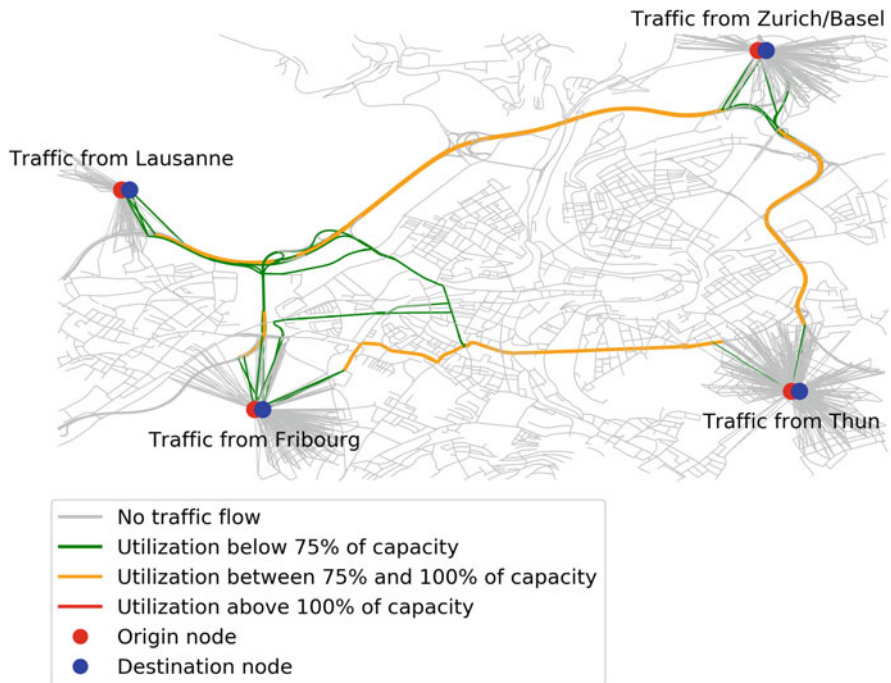 Traffic from Zurich/Basel
Traffic from Lausanne
Traffic from Fribourg
Traffic from Thun
No traffic flow
Utilization below 75% of capacity
Utilization between 75% and 100% of capacity
Utilization above 100% of capacity
Origin node
Destination node